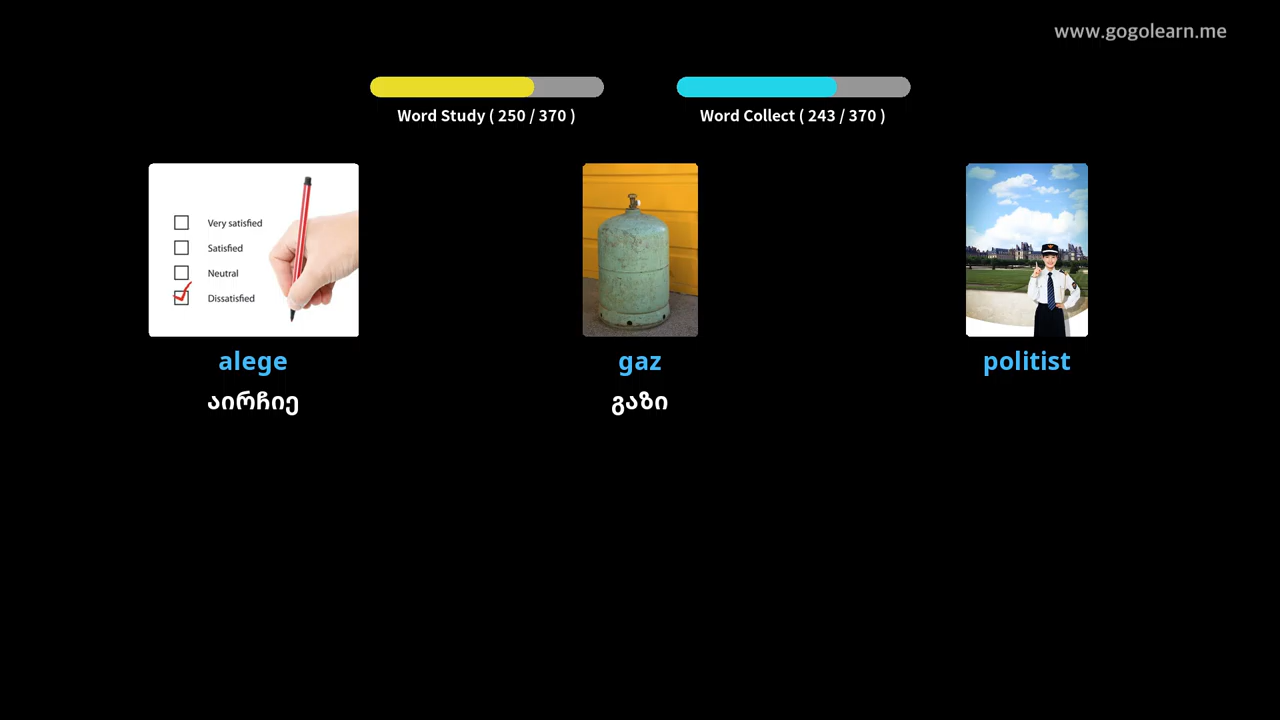 www.gogolearn.me
Word Study ( 250 / 370 )
Word Collect ( 243 / 370 )
Very satisfied
Satisfied
Neutral
Dissatisfied
alege
gaz
politist
აირჩიე
გაზი